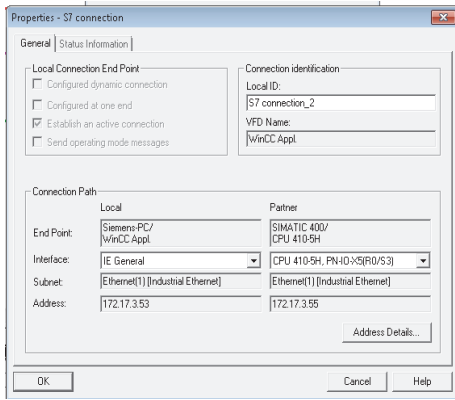 Properties - S7 connection
General
Status Information
Local Connection End Point
Configured dynamic connection
Configured at one end
Establish an active connection
Send operating mode messages
Connection identification
Local ID:
S7 connection_2
VFD Name:
WinCC Appl.
Connection Path
Local
Partner
End Point:
Siemens-PC/
WinCC Appl.
SIMATIC 400/
CPU 410-5H
Interface:
IE General
CPU 410-5H, PN-IO-X5(R0/S3)
Subnet:
Ethernet(1) [Industrial Ethernet]
Ethernet(1) [Industrial Ethernet]
Address:
172.17.3.53
172.17.3.55
Address Details...
OK
Cancel
Help